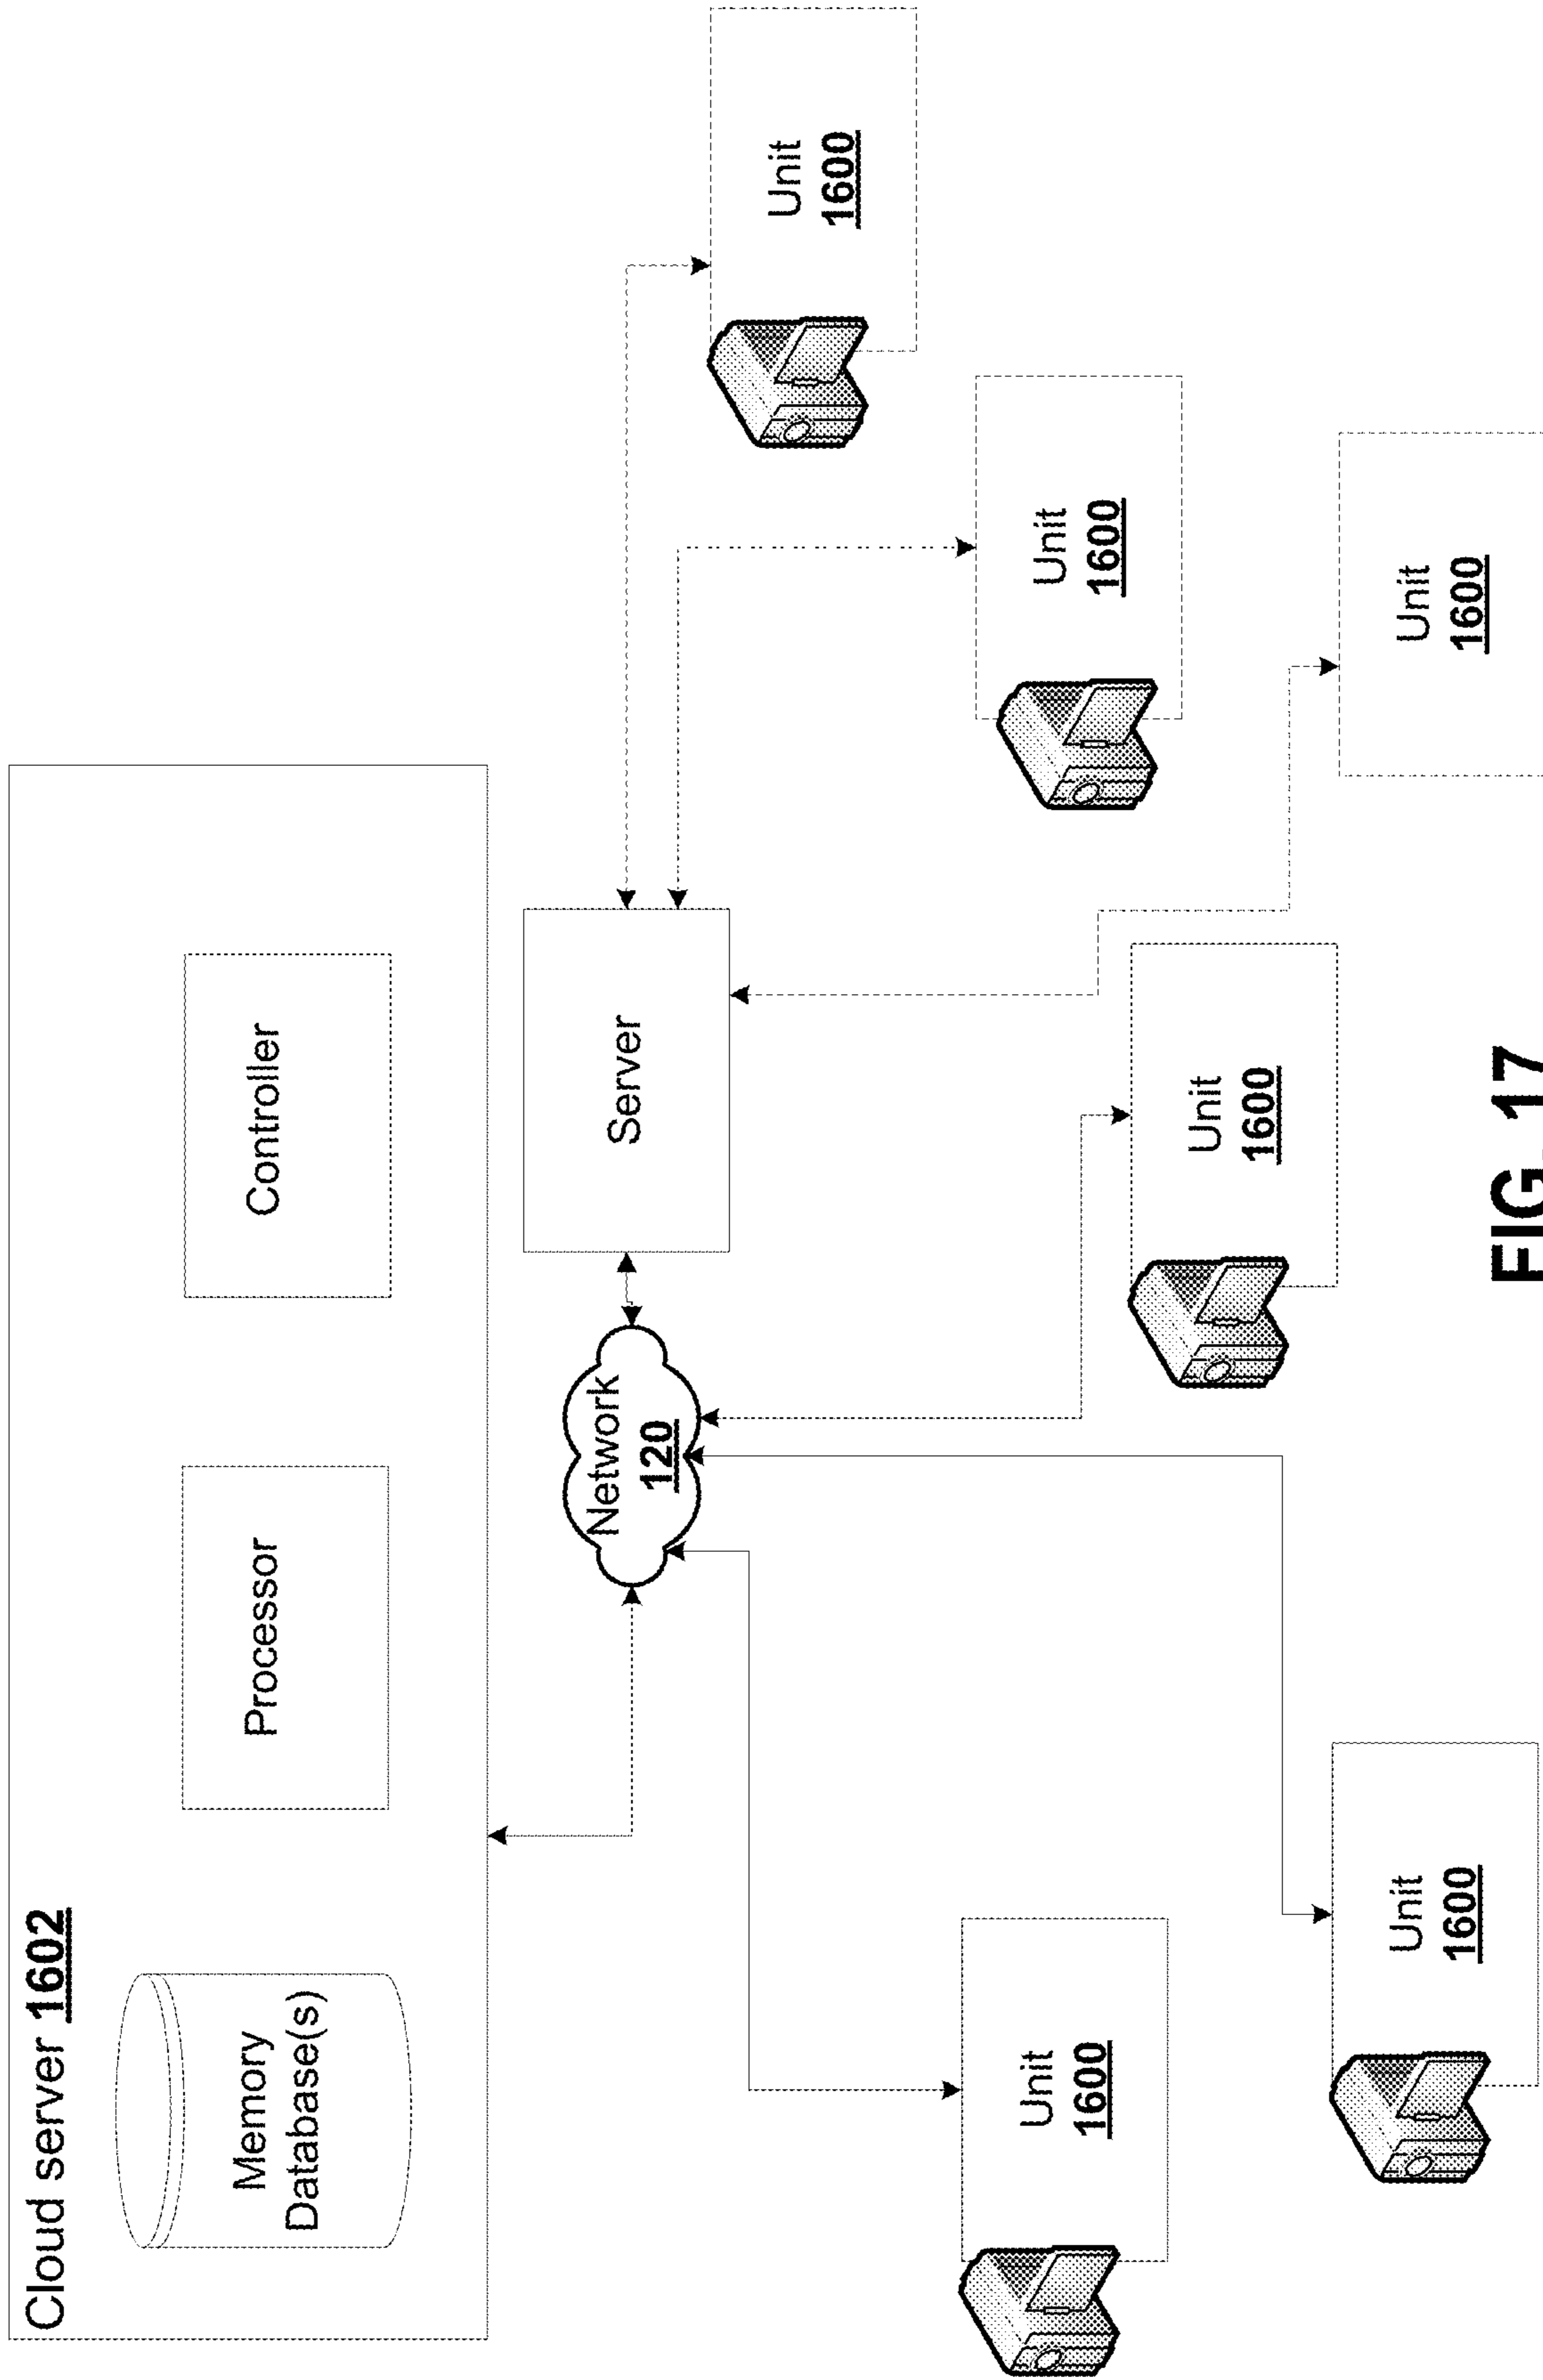 Cloud server 1602
Memory
Database(s)
Processor
Controller
Network
120
Server
Unit
1600
Unit
1600
Unit
1600
Unit
1600
Unit
1600
Unit
1600
FIG. 17